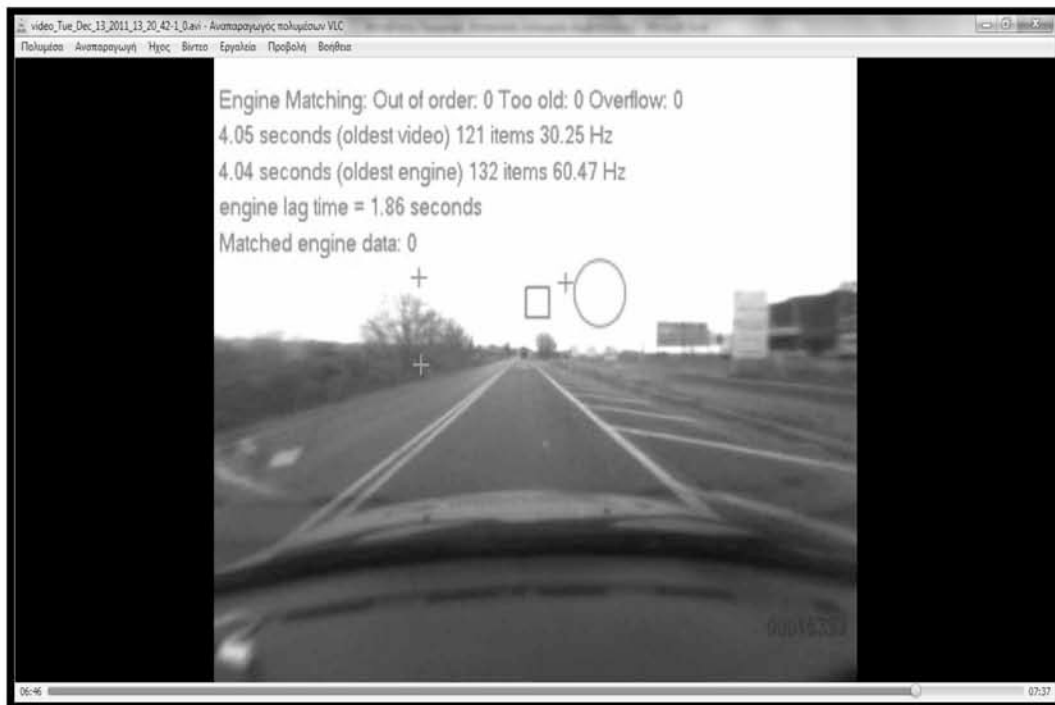 video_Tue_Dec_13_2011_13_20_42-1_0.avi - Αναπαραγωγός πολυμέσων VLC
Πολυμέσα Αναπαραγωγή Ήχος Βίντεο Εργαλεία Προβολή Βοήθεια
Engine Matching: Out of order: 0 Too old: 0 Overflow: 0
4.05 seconds (oldest video) 121 items 30.25 Hz
4.04 seconds (oldest engine) 132 items 60.47 Hz
engine lag time = 1.86 seconds
Matched engine data: 0
06:46
07:37